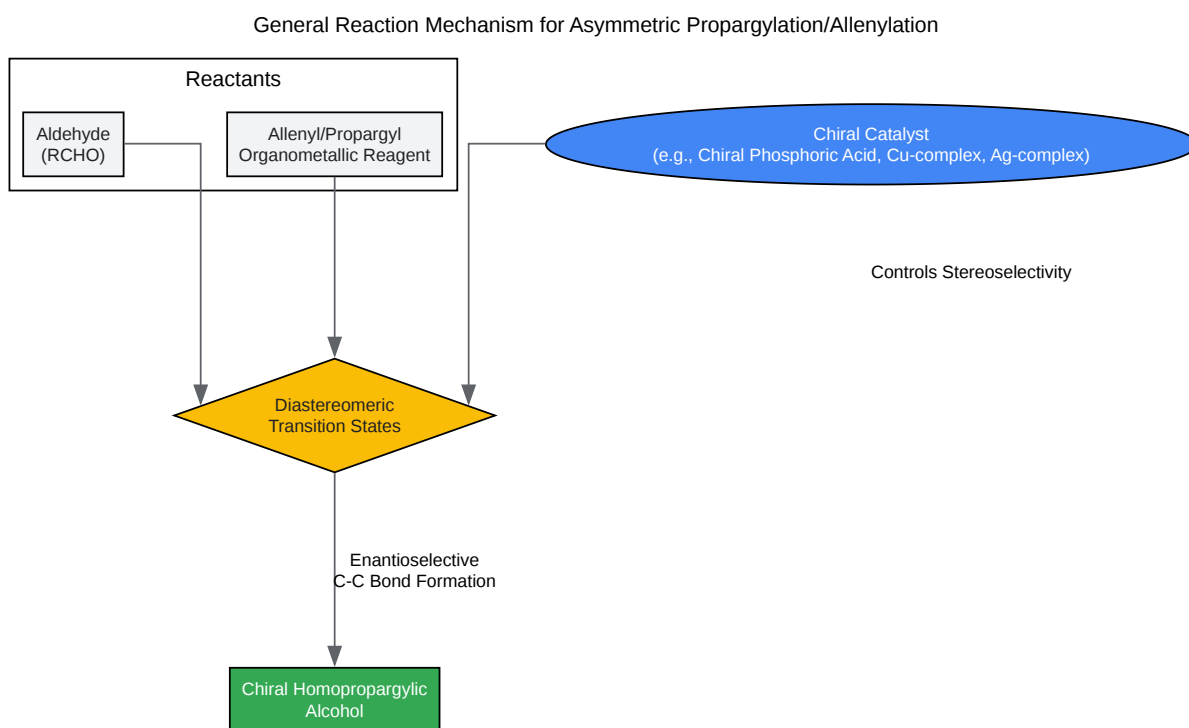 General Reaction Mechanism for Asymmetric Propargylation/Allenylation
Reactants
Aldehyde
(RCHO)
Allenyl/Propargyl
Organometallic Reagent
Chiral Catalyst
(e.g., Chiral Phosphoric Acid, Cu-complex, Ag-complex)
Controls Stereoselectivity
Diastereomeric
Transition States
Enantioselective
C-C Bond Formation
Chiral Homopropargylic
Alcohol